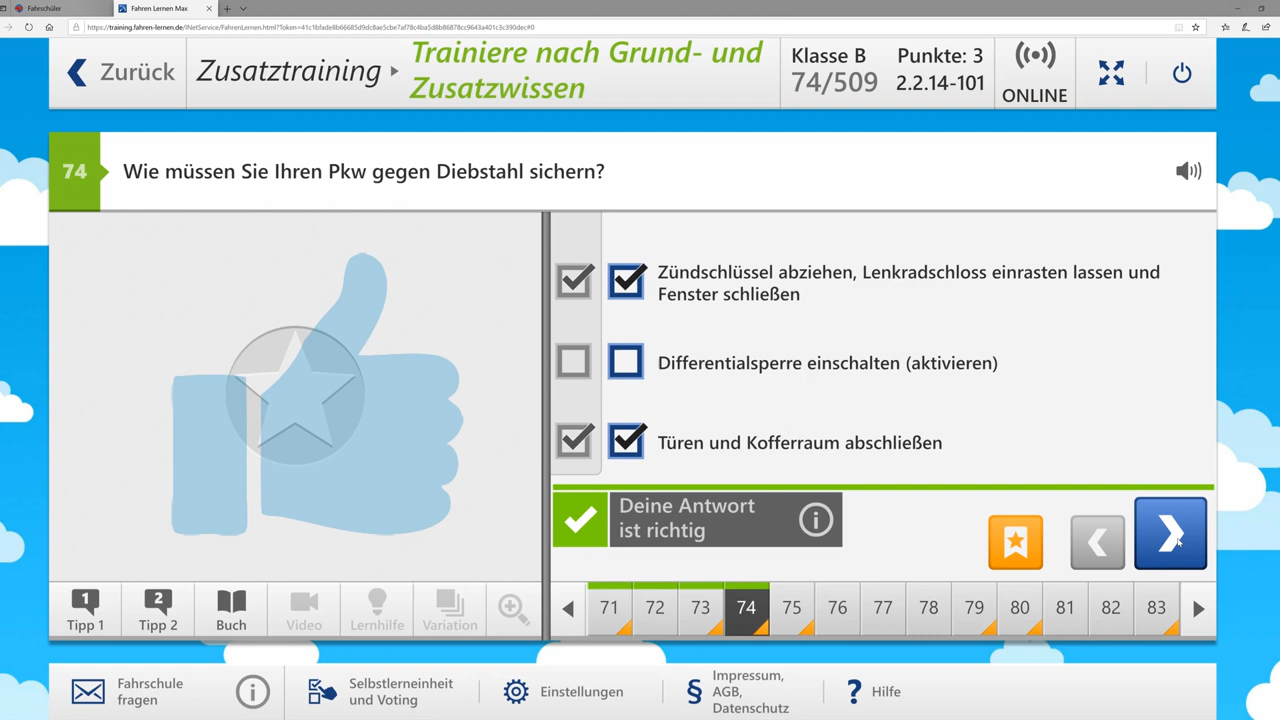 Fahrschüler
Fahren Lernen Max
Zurück
Zusatztraining
Trainiere nach Grund- und
Zusatzwissen
Klasse B
74/509
Punkte: 3
2.2.14-101
ONLINE
74
Wie müssen Sie Ihren Pkw gegen Diebstahl sichern?
Zündschlüssel abziehen, Lenkradschloss einrasten lassen und
Fenster schließen
Differentialsperre einschalten (aktivieren)
Türen und Kofferraum abschließen
Deine Antwort
ist richtig
1
Tipp 1
2
Tipp 2
Buch
Video
Lernhilfe
Variation
71 72 73 74 75 76 77 78 79 80 81 82 83
Fahrschule
fragen
Selbstlerneinheit
und Voting
Einstellungen
§
Impressum,
AGB,
Datenschutz
?
Hilfe